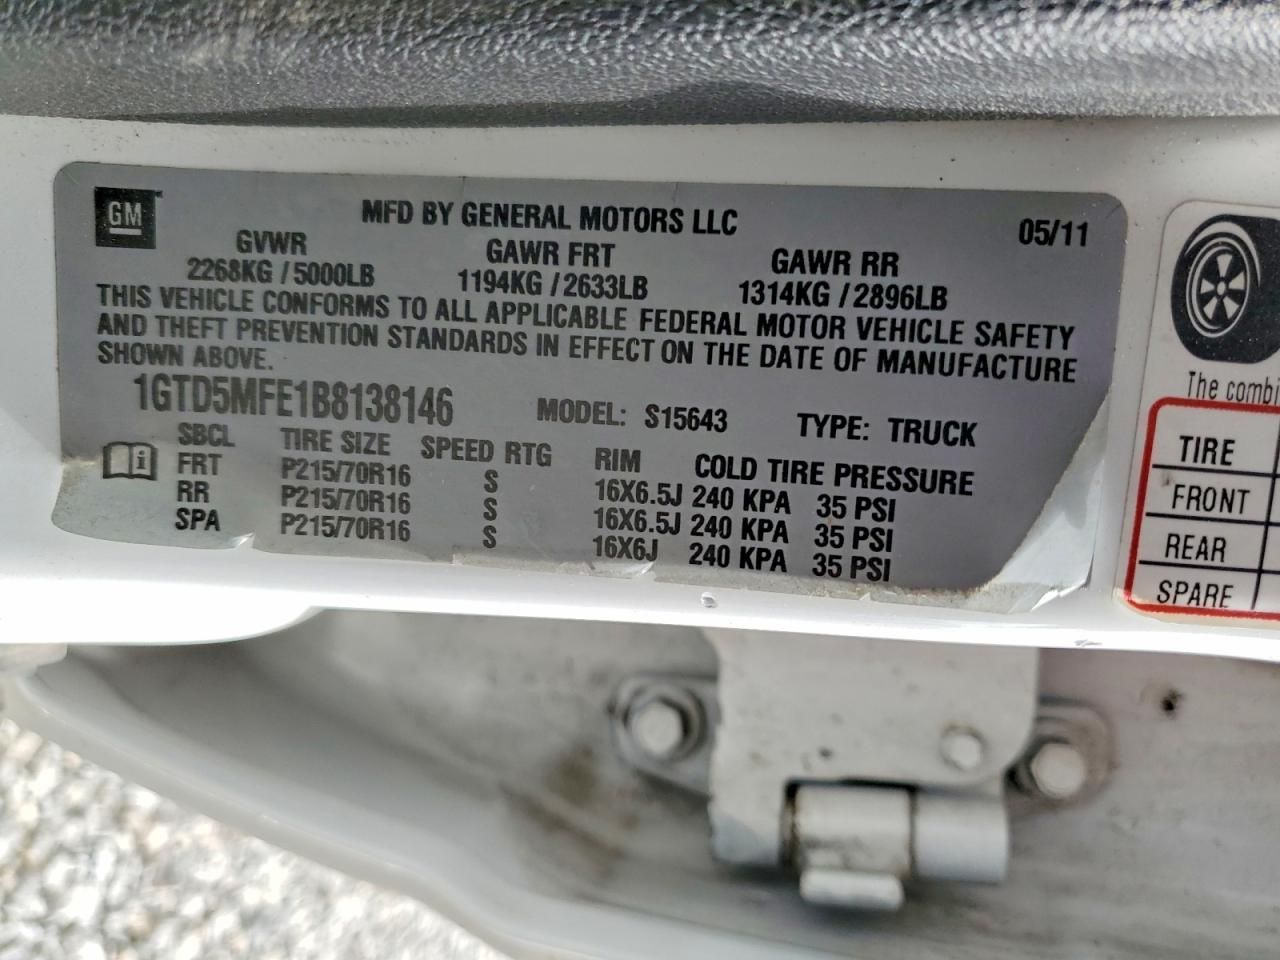 GM
MFD BY GENERAL MOTORS LLC 05/11
GVWR GAWR FRT GAWR RR
2268KG / 5000LB 1194KG / 2633LB 1314KG / 2896LB
THIS VEHICLE CONFORMS TO ALL APPLICABLE FEDERAL MOTOR VEHICLE SAFETY
AND THEFT PREVENTION STANDARDS IN EFFECT ON THE DATE OF MANUFACTURE
SHOWN ABOVE.
1GTD5MFE1B8138146 MODEL: S15643 TYPE: TRUCK
SBCL TIRE SIZE SPEED RTG RIM COLD TIRE PRESSURE
FRT P215/70R16 S 16X6.5J 240 KPA 35 PSI
RR P215/70R16 S 16X6.5J 240 KPA 35 PSI
SPA P215/70R16 S 16X6J 240 KPA 35 PSI
The combi
TIRE
FRONT
REAR
SPARE